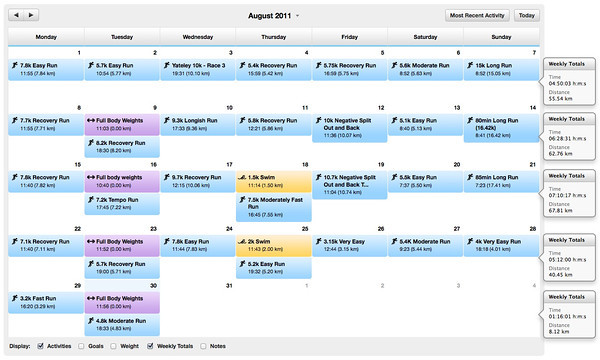 August 2011
Most Recent Activity
Today
Monday Tuesday Wednesday Thursday Friday Saturday Sunday
1 2 3 4 5 6 7
7.8k Easy Run
11:55 (7.84 km)
5.7k Easy Run
10:54 (5.77 km)
Yateley 10k - Race 3
19:31 (10.10 km)
5.4k Recovery Run
15:59 (5.42 km)
5.75k Recovery Run
16:59 (5.75 km)
5.6k Moderate Run
8:52 (5.63 km)
15k Long Run
8:52 (15.05 km)
Weekly Totals
Time
04:50:03 h:m:s
Distance
55.54 km
8 9 10 11 12 13 14
7.7k Recovery Run
11:55 (7.71 km)
Full Body Weights
11:03 (0.00 km)
8.2k Recovery Run
18:30 (8.20 km)
9.3k Longish Run
17:33 (9.36 km)
5.8k Recovery Run
12:21 (5.86 km)
10k Negative Split
Out and Back
11:36 (10.07 km)
5.1k Easy Run
8:40 (5.13 km)
80min Long Run
(16.42k)
8:41 (16.42 km)
Weekly Totals
Time
06:28:31 h:m:s
Distance
62.76 km
15 16 17 18 19 20 21
7.8k Recovery Run
11:40 (7.82 km)
Full body weights
10:40 (0.00 km)
7.2k Tempo Run
17:45 (7.22 km)
9.7k Recovery Run
12:15 (10.06 km)
1.5k Swim
11:14 (1.50 km)
7.5k Moderately Fast
Run
16:45 (7.55 km)
10.7k Negative Split
Out and Back T...
11:04 (10.74 km)
5.5k Easy Run
7:37 (5.50 km)
85min Long Run
7:23 (17.41 km)
Weekly Totals
Time
07:10:17 h:m:s
Distance
67.81 km
22 23 24 25 26 27 28
7.1k Recovery Run
11:40 (7.11 km)
Full Body Weights
11:52 (0.00 km)
5.7k Recovery Run
19:00 (5.71 km)
7.8k Easy Run
11:44 (7.83 km)
2k Swim
11:43 (2.00 km)
5.2k Easy Run
19:32 (5.20 km)
3.15k Very Easy
12:44 (3.15 km)
5.4K Moderate Run
9:23 (5.44 km)
4k Very Easy Run
18:18 (4.01 km)
Weekly Totals
Time
05:12:00 h:m:s
Distance
40.45 km
29 30 31 1 2 3 4
3.2k Fast Run
16:20 (3.29 km)
Full Body Weights
11:56 (0.00 km)
4.8k Moderate Run
18:33 (4.83 km)
Weekly Totals
Time
01:16:01 h:m:s
Distance
8.12 km
Display: Activities Goals Weight Weekly Totals Notes